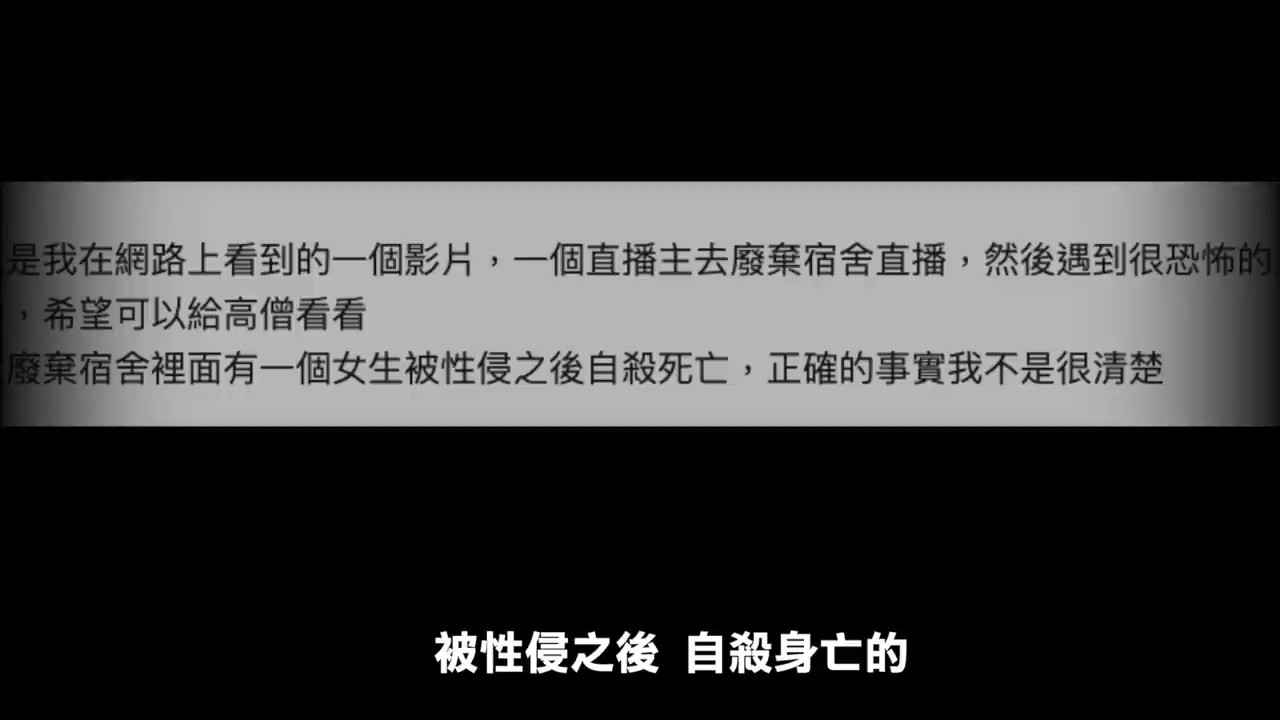 是我在網路上看到的一個影片，一個直播主去廢棄宿舍直播，然後遇到很恐怖的
，希望可以給高僧看看
廢棄宿舍裡面有一個女生被性侵之後自殺死亡，正確的事實我不是很清楚
被性侵之後 自殺身亡的